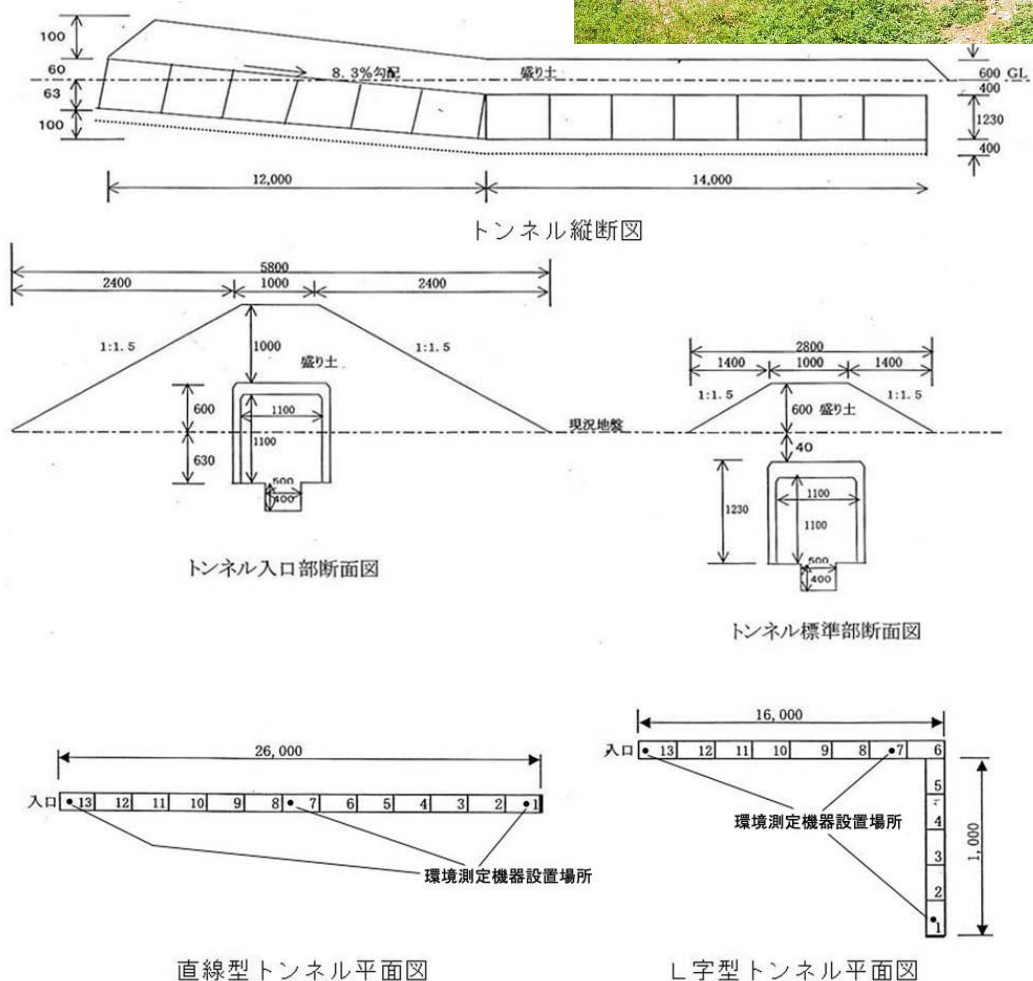 100
60
63
100
8.3%勾配
盛り土
600 GL
400
1230
400
12,000
14,000
トンネル縦断図
5800
2400
1000
2400
1:1.5
1000
1:1.5
盛り土
600
1100
1100
630
500
400
トンネル入口部断面図
現況地盤
2800
1400
1000
1400
1:1.5
1:1.5
600 盛り土
40
1230
1100
1100
500
400
トンネル標準部断面図
26,000
入口
13 12 11 10 9 8 7 6 5 4 3 2 1
環境測定機器設置場所
直線型トンネル平面図
16,000
入口
13 12 11 10 9 8 7 6
5
4
3
2
1
1,000
環境測定機器設置場所
L字型トンネル平面図